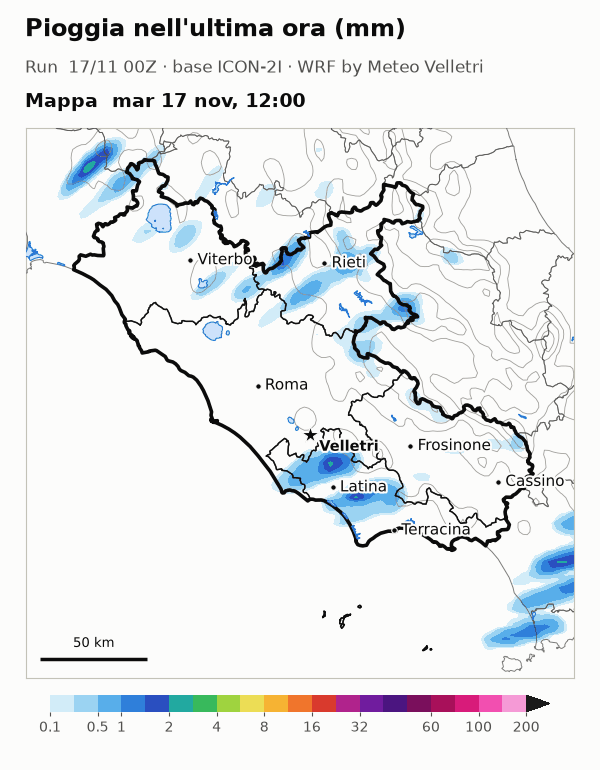 Pioggia nell'ultima ora (mm)
Run  17/11 00Z · base ICON-2I · WRF by Meteo Velletri
Mappa  mar 17 nov, 12:00
Viterbo
Rieti
Roma
Velletri
Frosinone
Latina
Cassino
Terracina
50 km
0.1 0.5 1 2 4 8 16 32 60 100 200